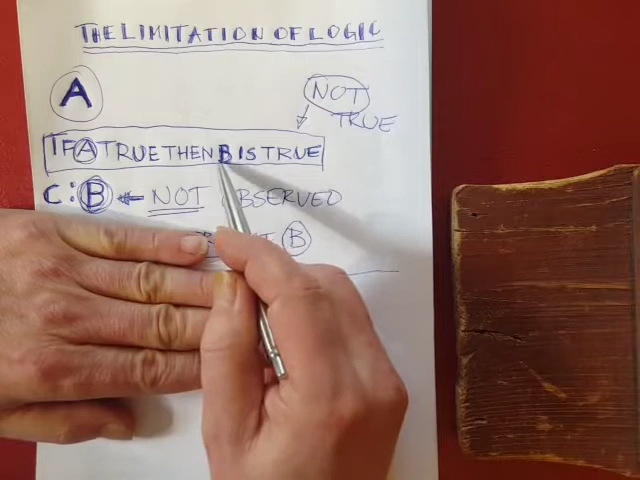 THE LIMITATION OF LOGIC
A
NOT
TRUE
IF A TRUE THEN B IS TRUE
C: B ← NOT OBSERVED
B